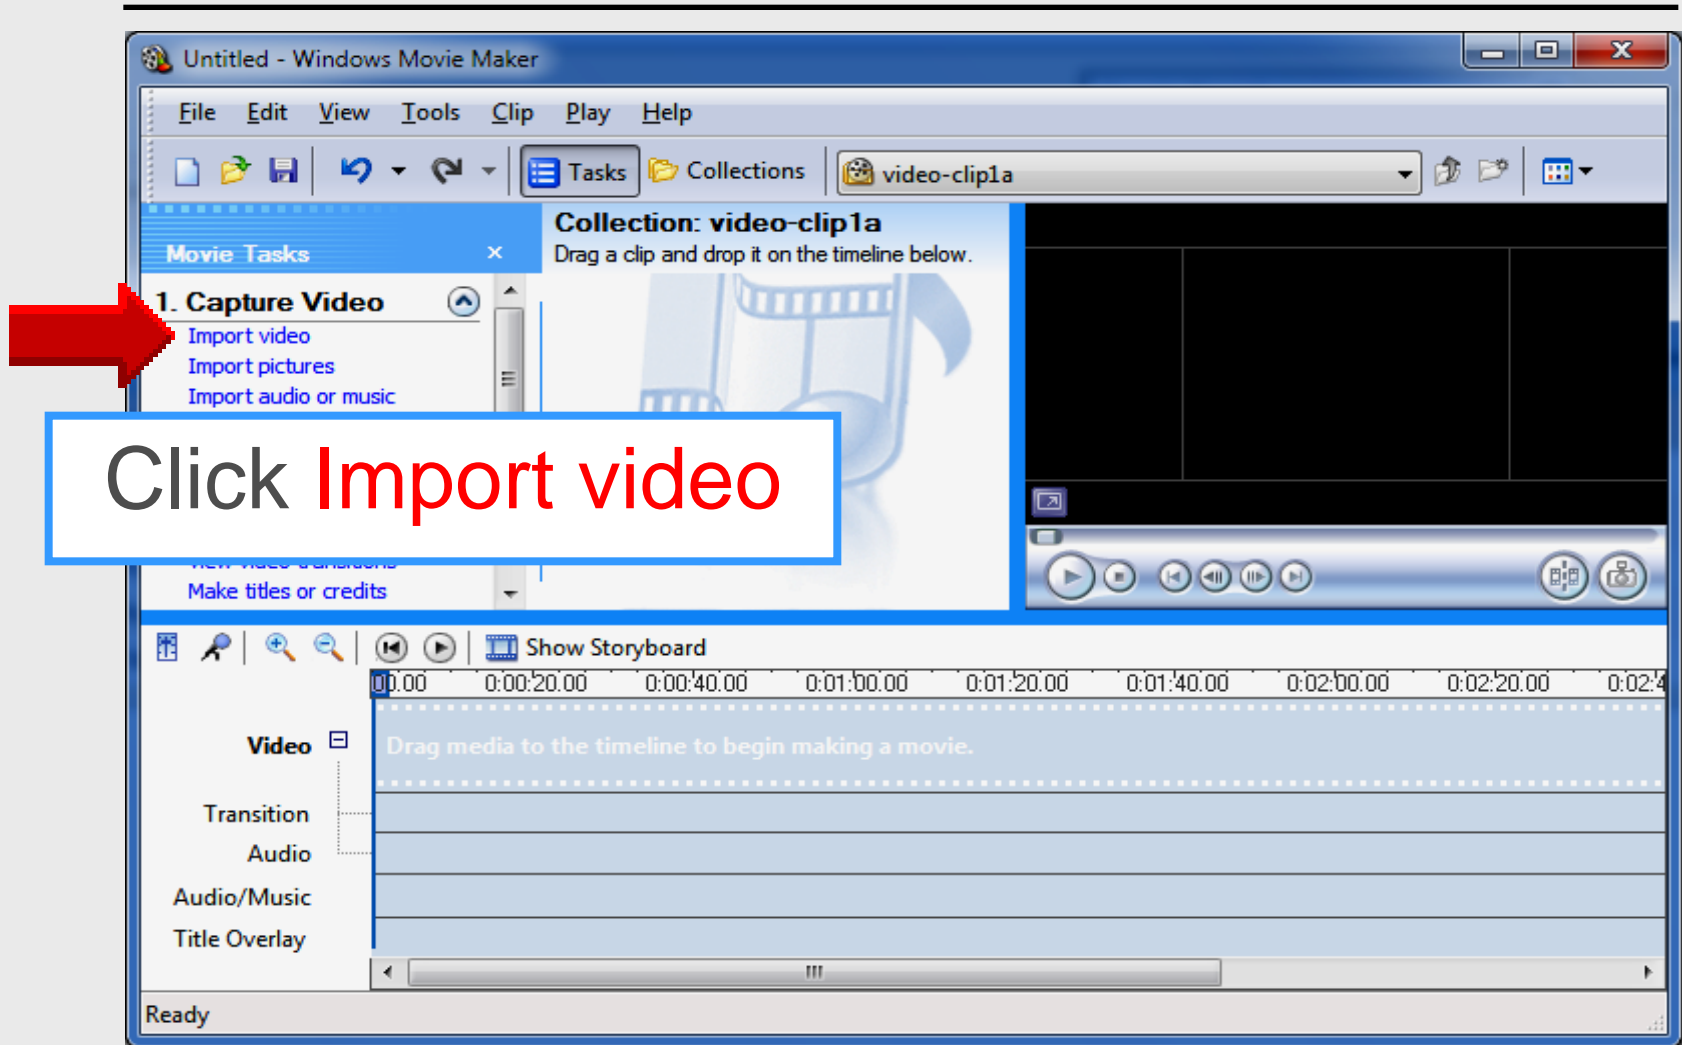 Untitled - Windows Movie Maker
File Edit View Tools Clip Play Help
Tasks Collections video-clip1a
Movie Tasks
Collection: video-clip1a
Drag a clip and drop it on the timeline below.
1. Capture Video
Import video
Import pictures
Import audio or music
Click Import video
View video transitions
Make titles or credits
Show Storyboard
0:00:20.00 0:00:40.00 0:01:00.00 0:01:20.00 0:01:40.00 0:02:00.00 0:02:20.00
Video
Drag media to the timeline to begin making a movie.
Transition
Audio
Audio/Music
Title Overlay
Ready